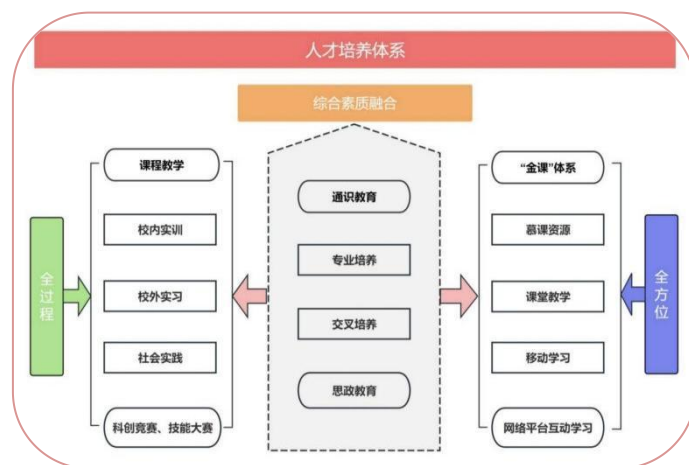 人才培养体系
综合素质融合
全过程
课程教学
校内实训
校外实习
社会实践
科创竞赛、技能大赛
通识教育
专业培养
交叉培养
思政教育
“金课”体系
慕课资源
课堂教学
移动学习
网络平台互动学习
全方位